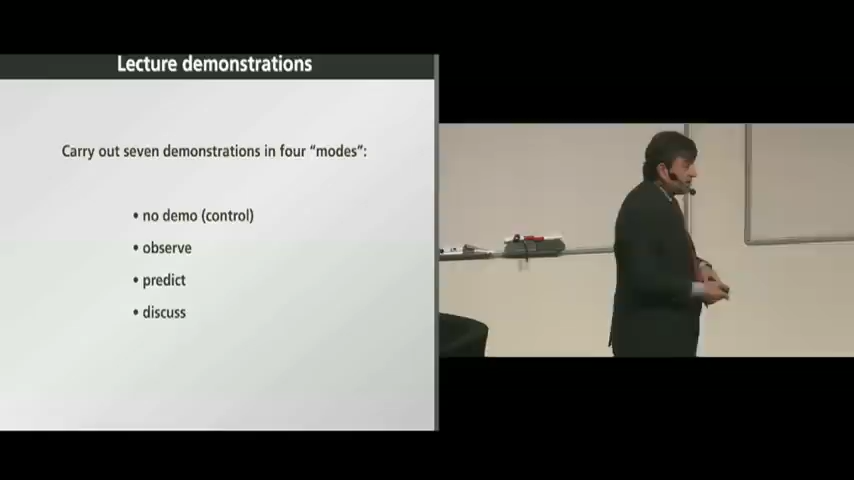 Lecture demonstrations
Carry out seven demonstrations in four “modes”:
• no demo (control)
• observe
• predict
• discuss